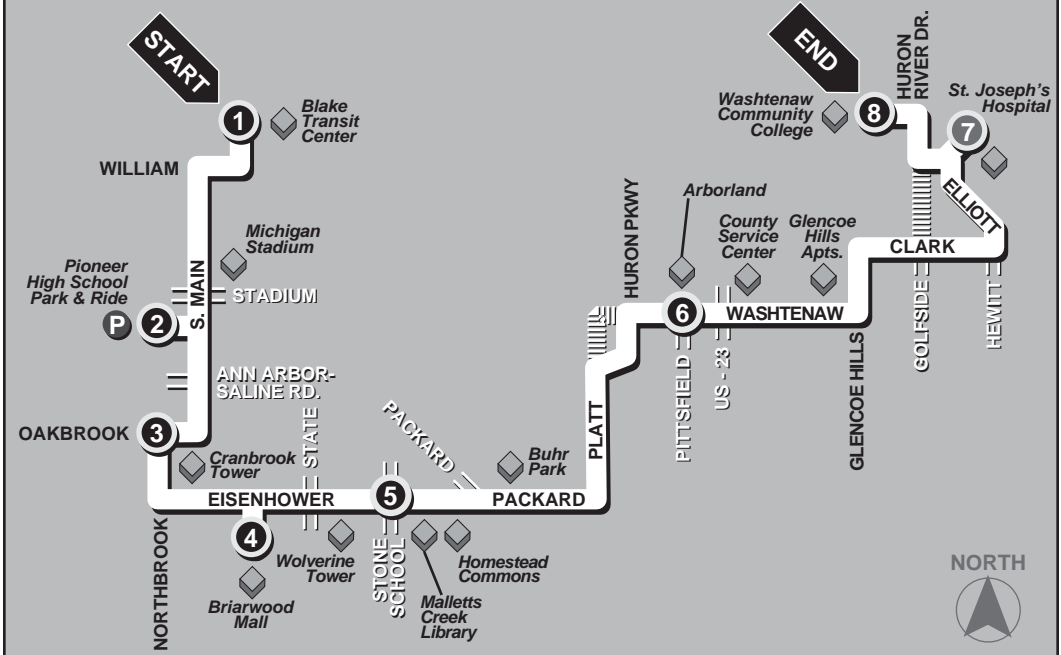 START
END
1
Blake
Transit
Center
WILLIAM
Michigan
Stadium
Pioneer
High School
Park & Ride
P
2
S. MAIN
STADIUM
ANN ARBOR-
SALINE RD.
OAKBROOK
3
Cranbrook
Tower
NORTHBROOK
EISENHOWER
4
Briarwood
Mall
STATE
Wolverine
Tower
5
STONE
SCHOOL
PACKARD
Malletts
Creek
Library
Homestead
Commons
Buhr
Park
PACKARD
PLATT
HURON PKWY
Arborland
6
PITTSFIELD
US - 23
County
Service
Center
WASHTENAW
Glencoe
Hills
Apts.
GLENCOE HILLS
CLARK
GOLFSIDE
HEWITT
ELLIOTT
7
St. Joseph's
Hospital
HURON
RIVER DR.
8
Washtenaw
Community
College
NORTH